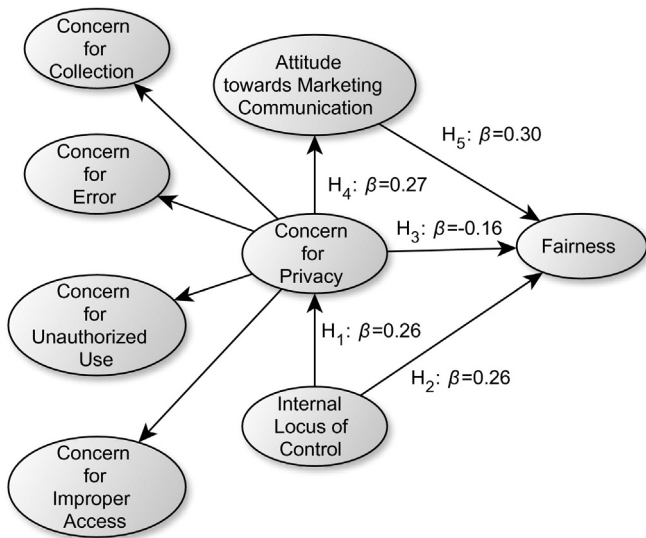 Concern
for
Collection
Attitude
towards Marketing
Communication
H5: β=0.30
Concern
for
Error
H4: β=0.27
Concern
for
Privacy
H3: β=-0.16
Fairness
Concern
for
Unauthorized
Use
H1: β=0.26
H2: β=0.26
Internal
Locus of
Control
Concern
for
Improper
Access